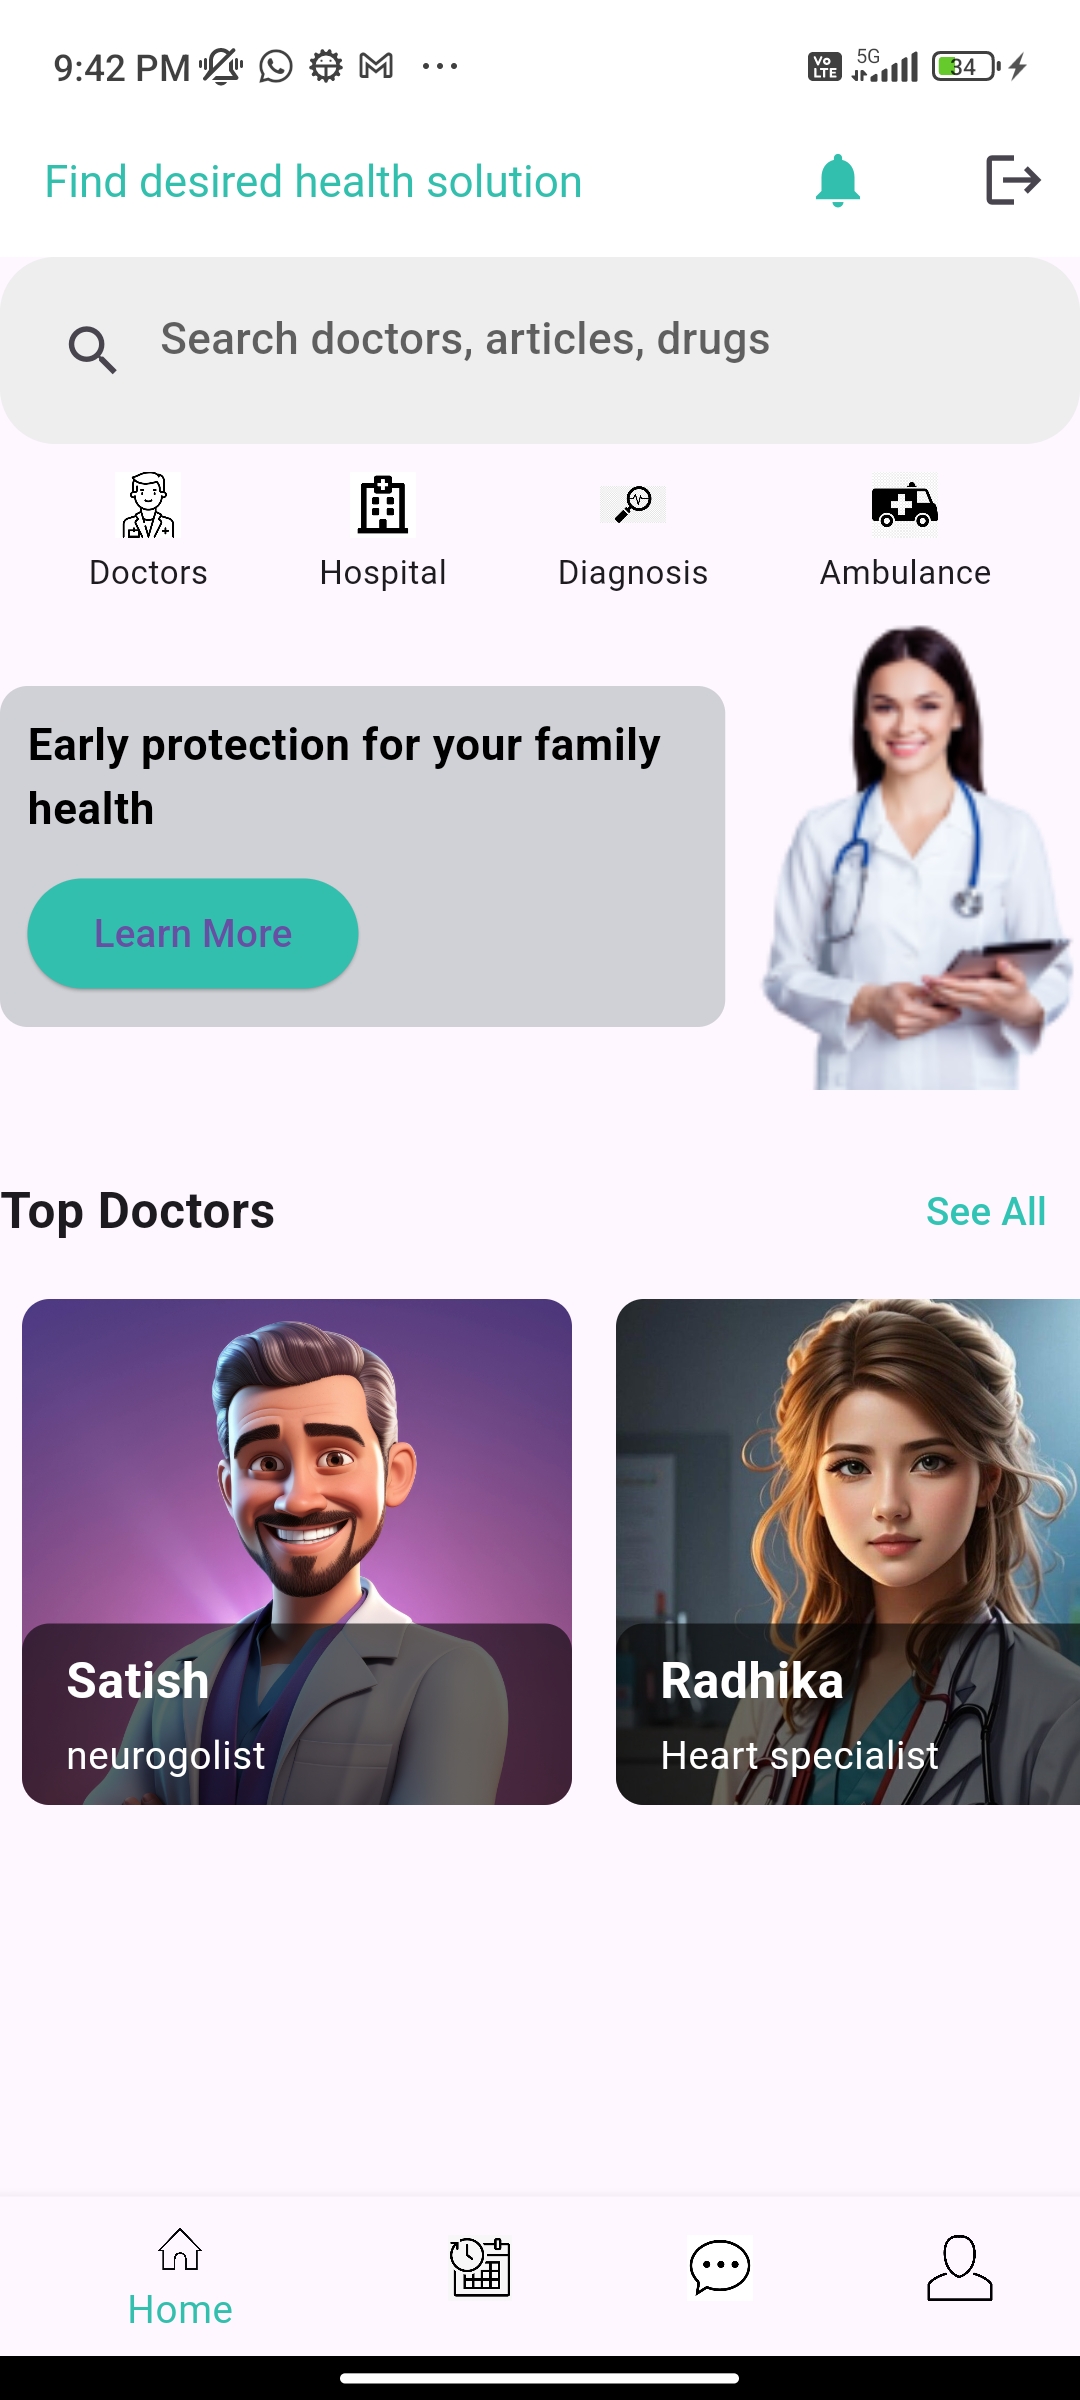 9:42 PM
Vo LTE 5G 34
Find desired health solution
Search doctors, articles, drugs
Doctors Hospital Diagnosis Ambulance
Early protection for your family
health
Learn More
Top Doctors See All
Satish
neurogolist
Radhika
Heart specialist
Home